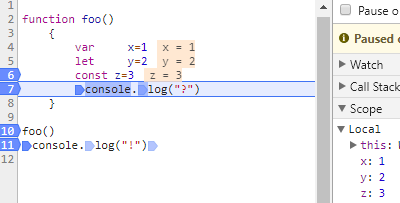 1
2 function foo()
3 {
4 var x=1 x = 1
5 let y=2 y = 2
6 const z=3 z = 3
7 console.log("?")
8 }
9
10 foo()
11 console.log("!")
12
Pause o
Paused
Watch
Call Stack
Scope
Local
this:
x: 1
y: 2
z: 3